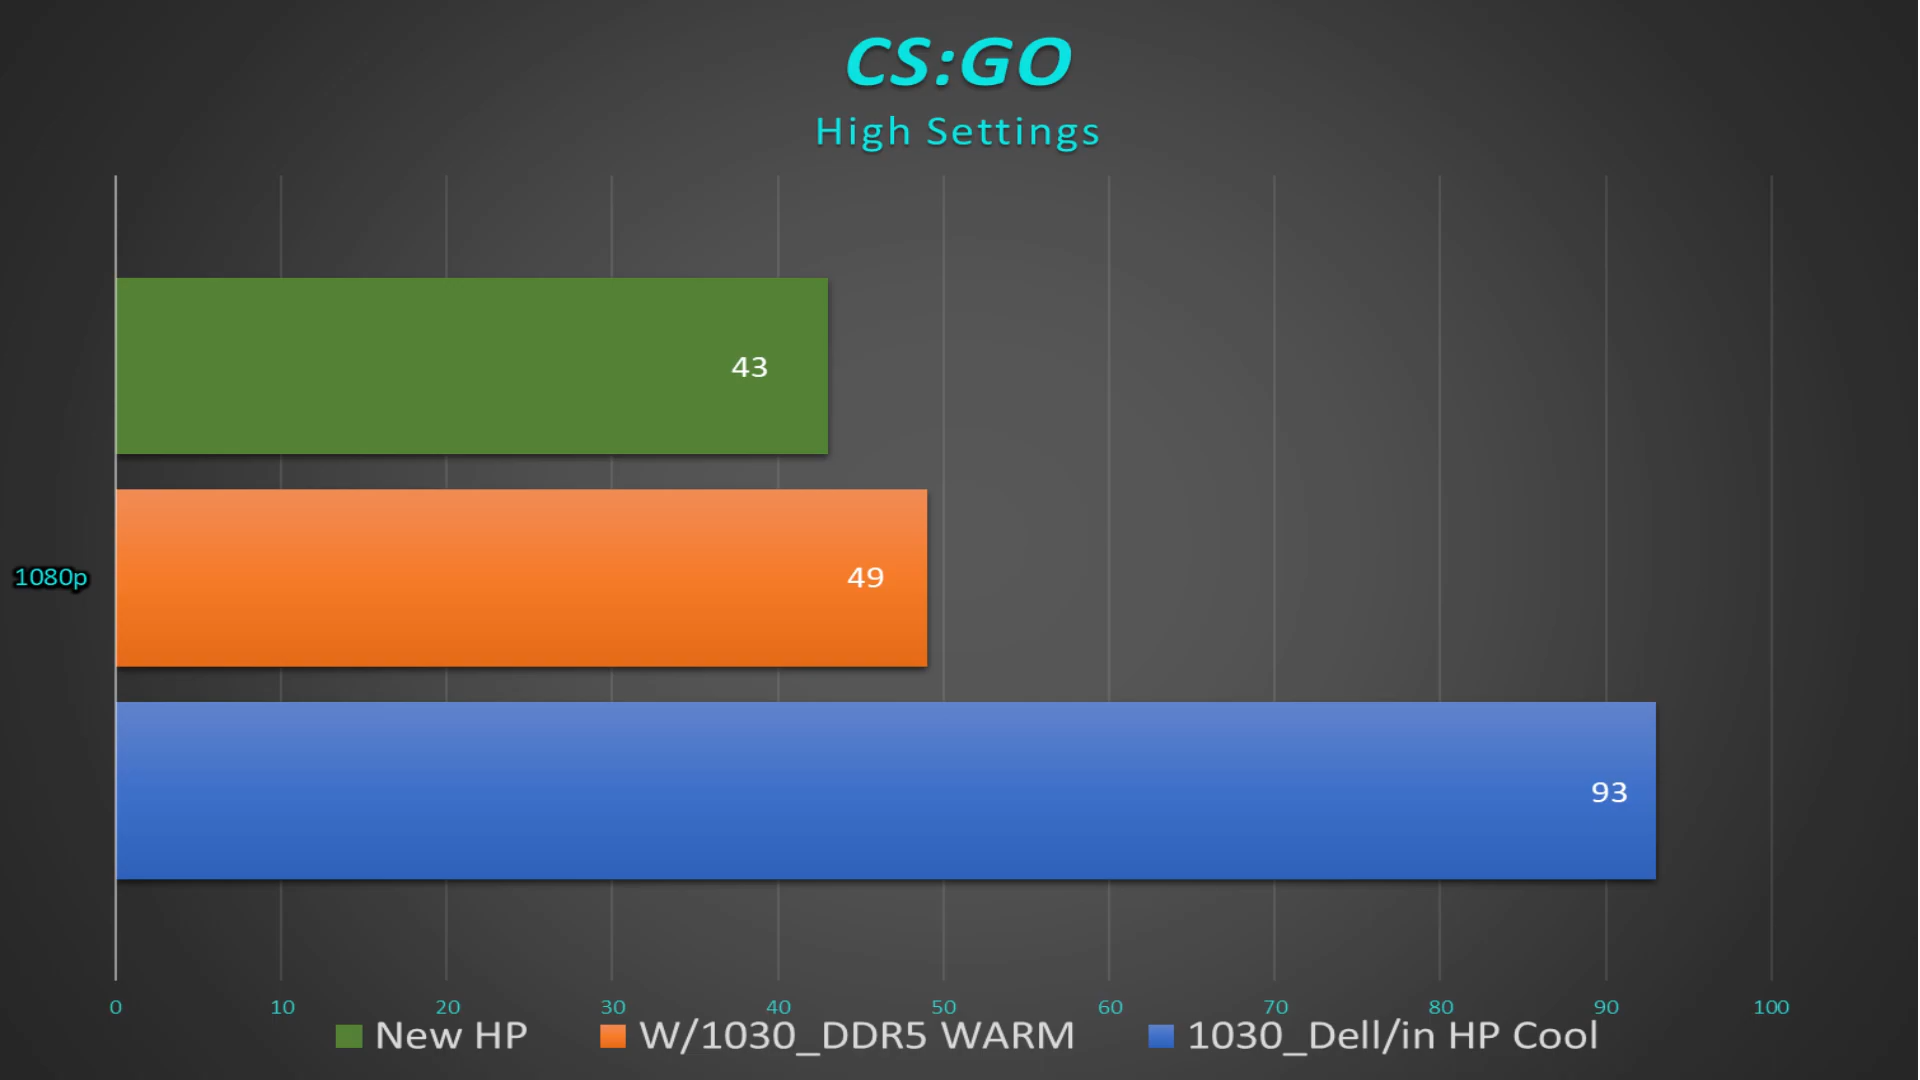 CS:GO
High Settings
43
1080p
49
93
0 10 20 30 40 50 60 70 80 90 100
New HP W/1030_DDR5 WARM 1030_Dell/in HP Cool